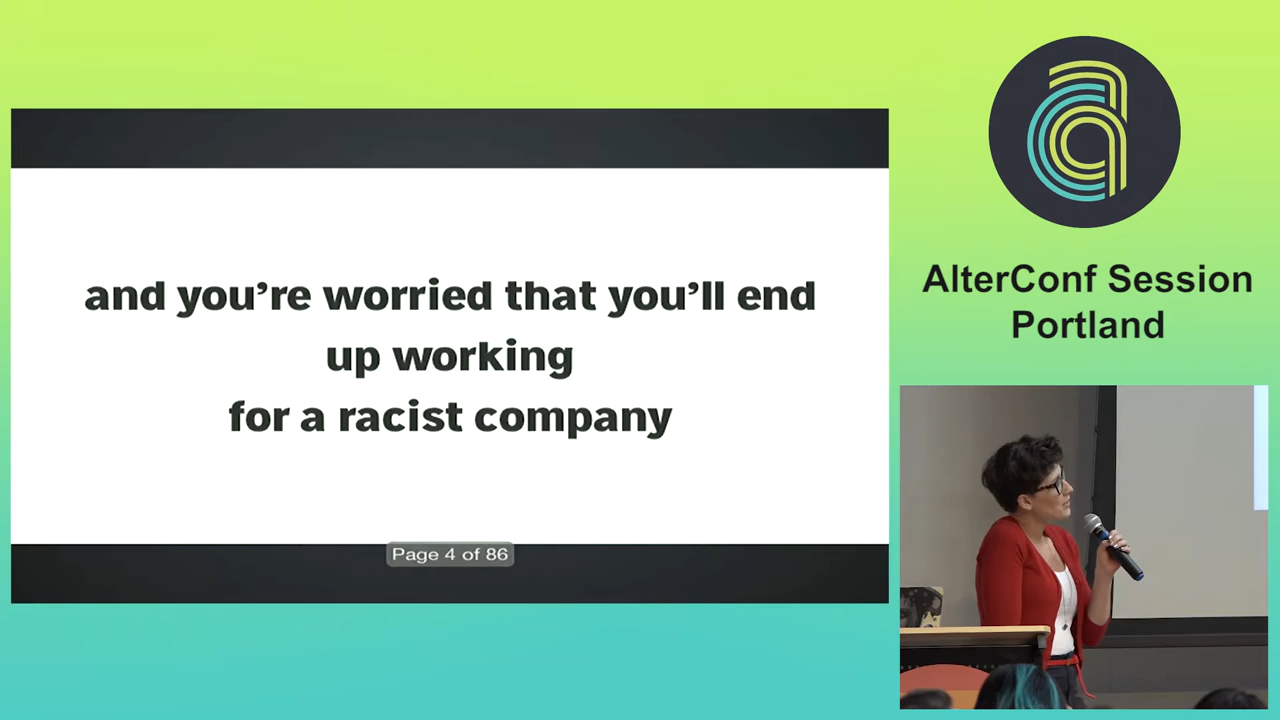 and you're worried that you'll end
up working
for a racist company
Page 4 of 86
AlterConf Session
Portland